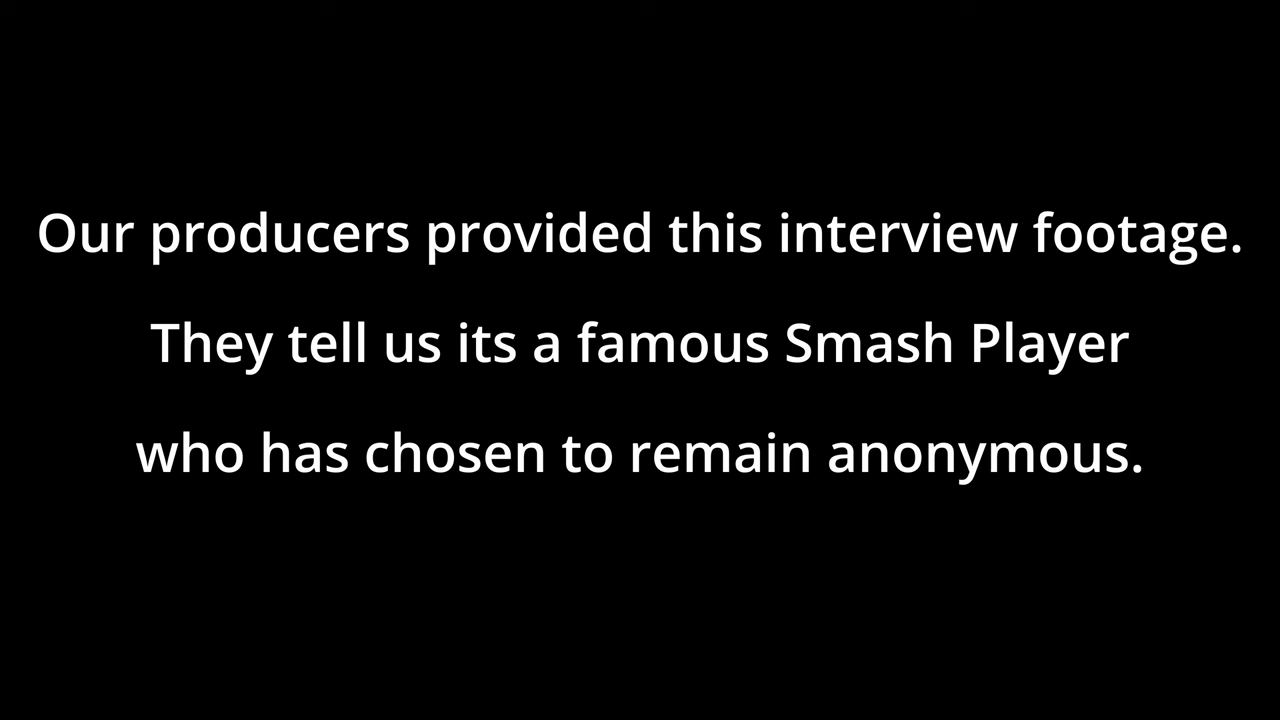 Our producers provided this interview footage.
They tell us its a famous Smash Player
who has chosen to remain anonymous.